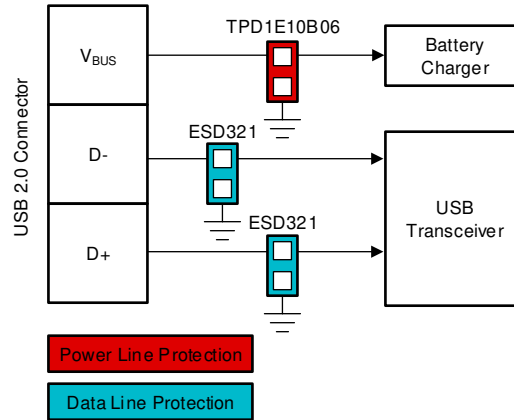 USB 2.0 Connector
VBUS
D-
D+
TPD1E10B06
ESD321
ESD321
Battery
Charger
USB
Transceiver
Power Line Protection
Data Line Protection